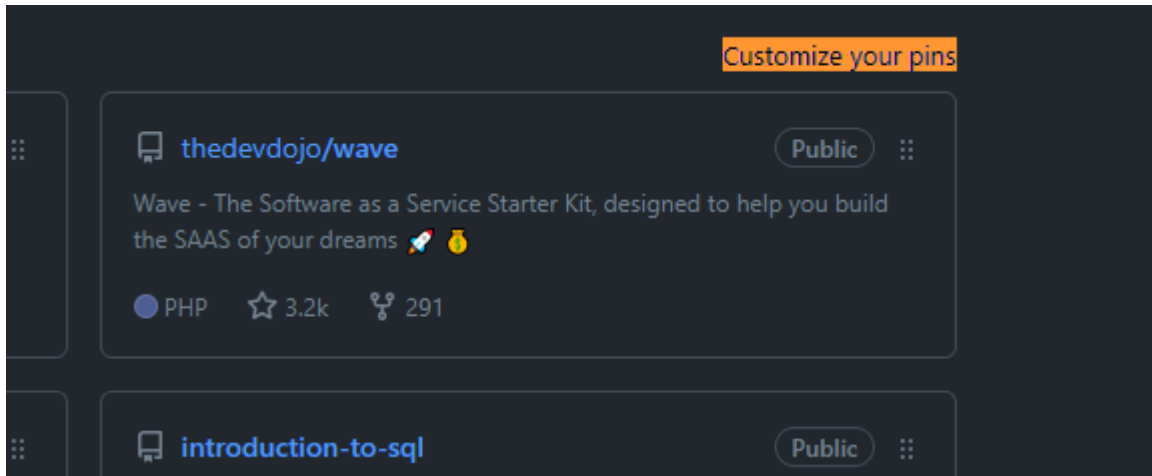 Customize your pins
thedevdojo/wave
Public
Wave - The Software as a Service Starter Kit, designed to help you build
the SAAS of your dreams 🚀 💰
PHP 3.2k 291
introduction-to-sql
Public